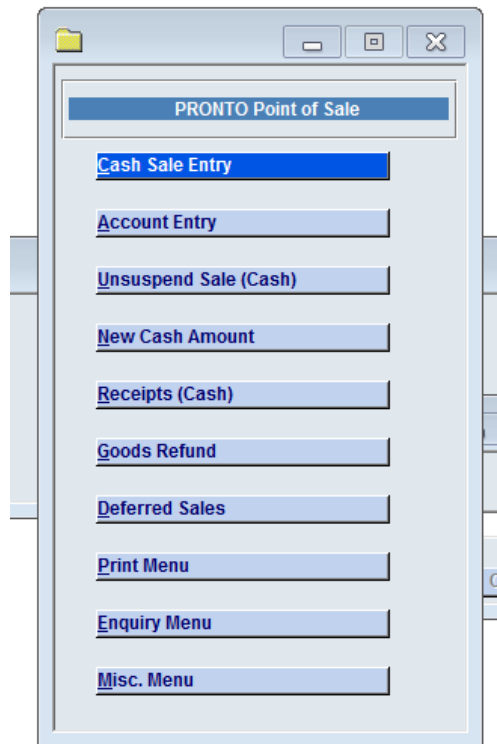 PRONTO Point of Sale
Cash Sale Entry
Account Entry
Unsuspend Sale (Cash)
New Cash Amount
Receipts (Cash)
Goods Refund
Deferred Sales
Print Menu
Enquiry Menu
Misc. Menu